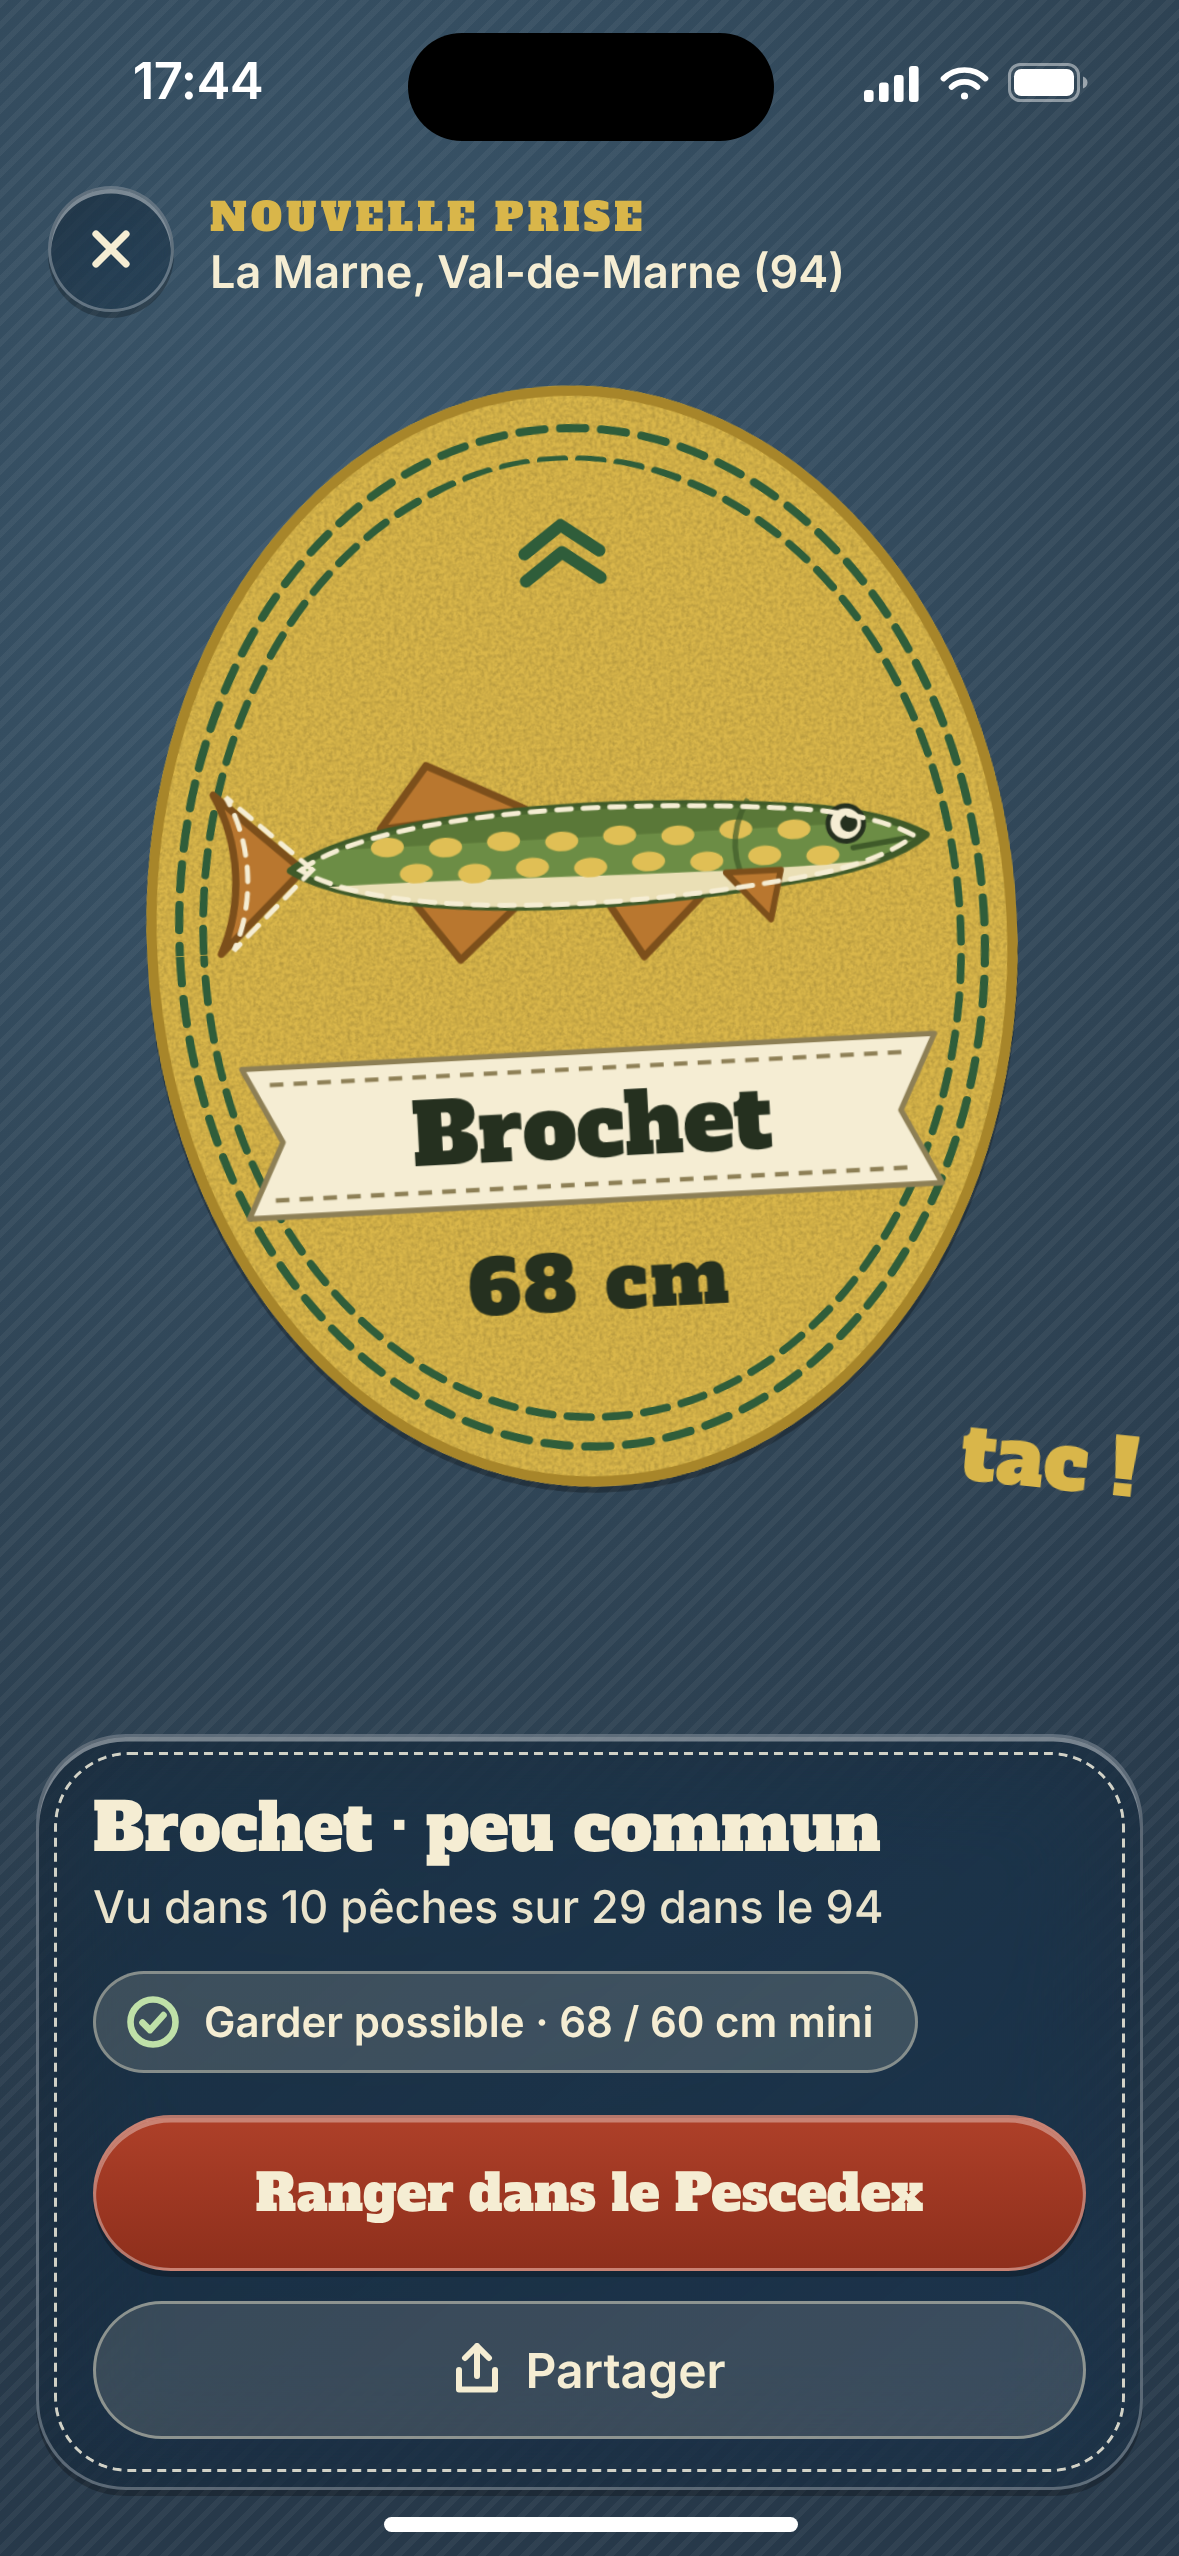 17:44
NOUVELLE PRISE
La Marne, Val-de-Marne (94)
Brochet
68 cm
tac !
Brochet · peu commun
Vu dans 10 pêches sur 29 dans le 94
Garder possible · 68 / 60 cm mini
Ranger dans le Pescedex
Partager